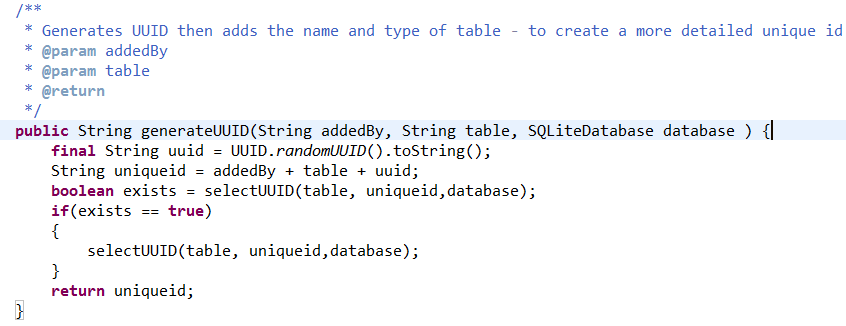 /**
 * Generates UUID then adds the name and type of table - to create a more detailed unique id
 * @param addedBy
 * @param table
 * @return
 */
public String generateUUID(String addedBy, String table, SQLiteDatabase database ) {
    final String uuid = UUID.randomUUID().toString();
    String uniqueid = addedBy + table + uuid;
    boolean exists = selectUUID(table, uniqueid,database);
    if(exists == true)
    {
        selectUUID(table, uniqueid,database);
    }
    return uniqueid;
}